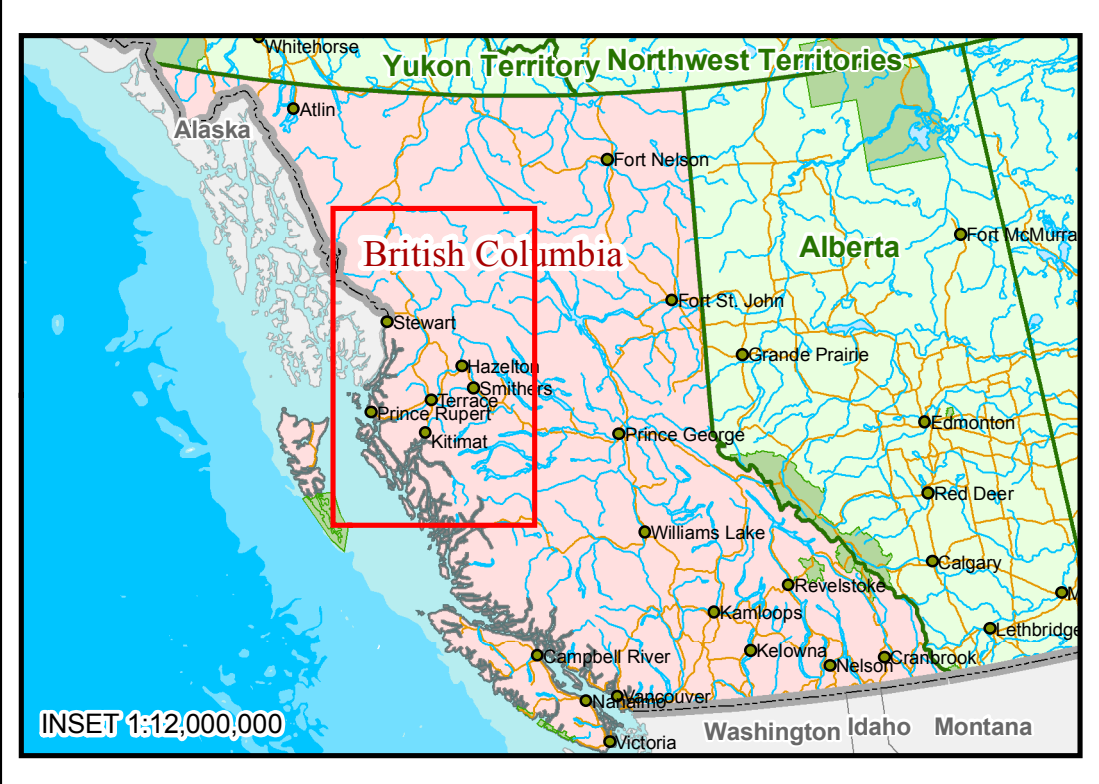 Whitehorse
Yukon Territory
Northwest Territories
Atlin
Alaska
Fort Nelson
Fort McMurra
British Columbia
Alberta
Fort St. John
Stewart
Grande Prairie
Hazelton
Smithers
Terrace
Prince Rupert
Kitimat
Prince George
Edmonton
Red Deer
Williams Lake
Calgary
Revelstoke
M
Kamloops
Lethbridge
Kelowna
Campbell River
Nelson
Cranbrook
Vancouver
Nanaimo
INSET 1:12,000,000
Washington
Idaho
Montana
Victoria